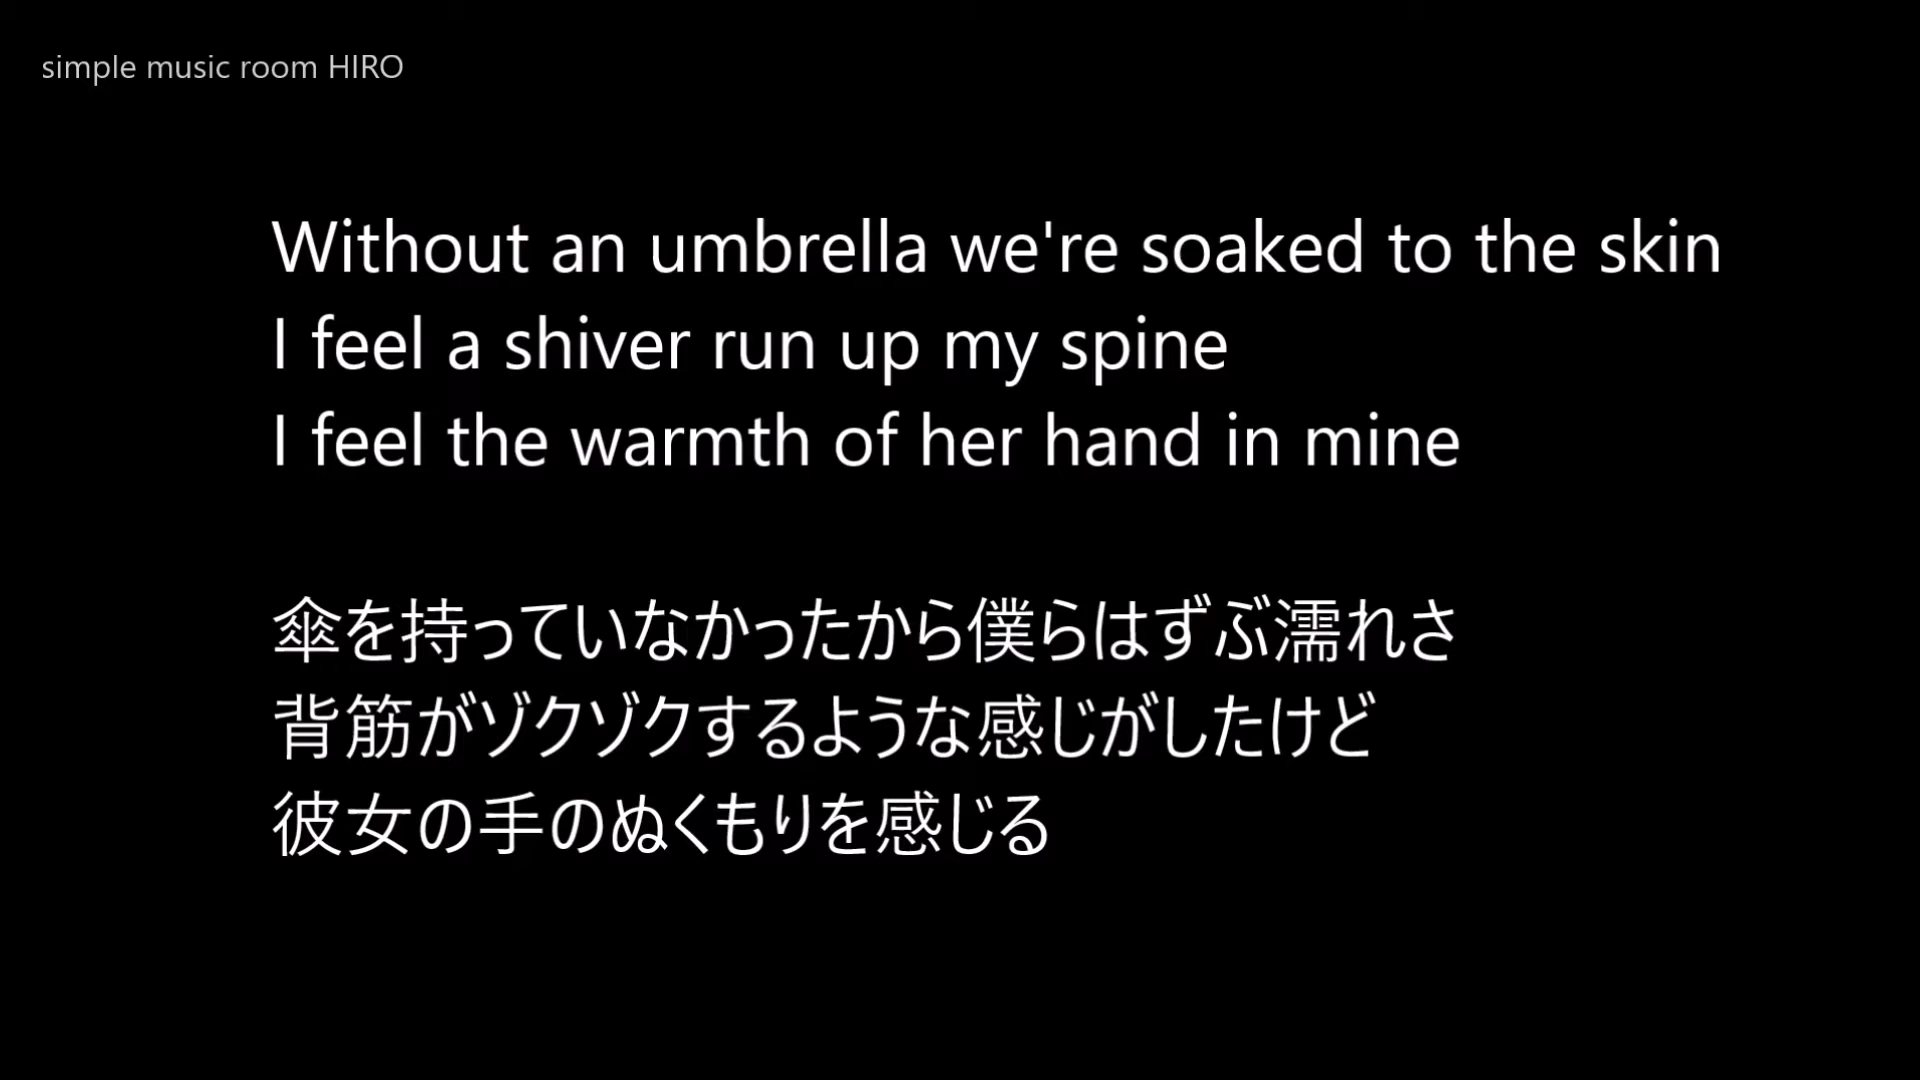 simple music room HIRO
Without an umbrella we're soaked to the skin
I feel a shiver run up my spine
I feel the warmth of her hand in mine
傘を持っていなかったから僕らはずぶ濡れさ
背筋がゾクゾクするような感じがしたけど
彼女の手のぬくもりを感じる